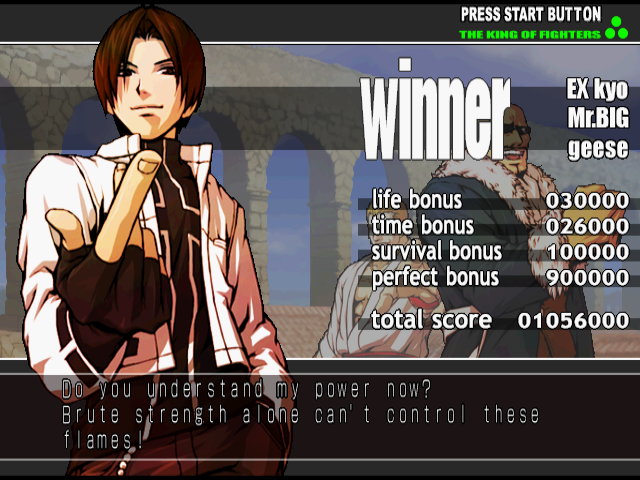 PRESS START BUTTON
THE KING OF FIGHTERS
winner
EX kyo
Mr.BIG
geese
life bonus 030000
time bonus 026000
survival bonus 100000
perfect bonus 900000
total score 01056000
Do you understand my power now?
Brute strength alone can't control these
flames!